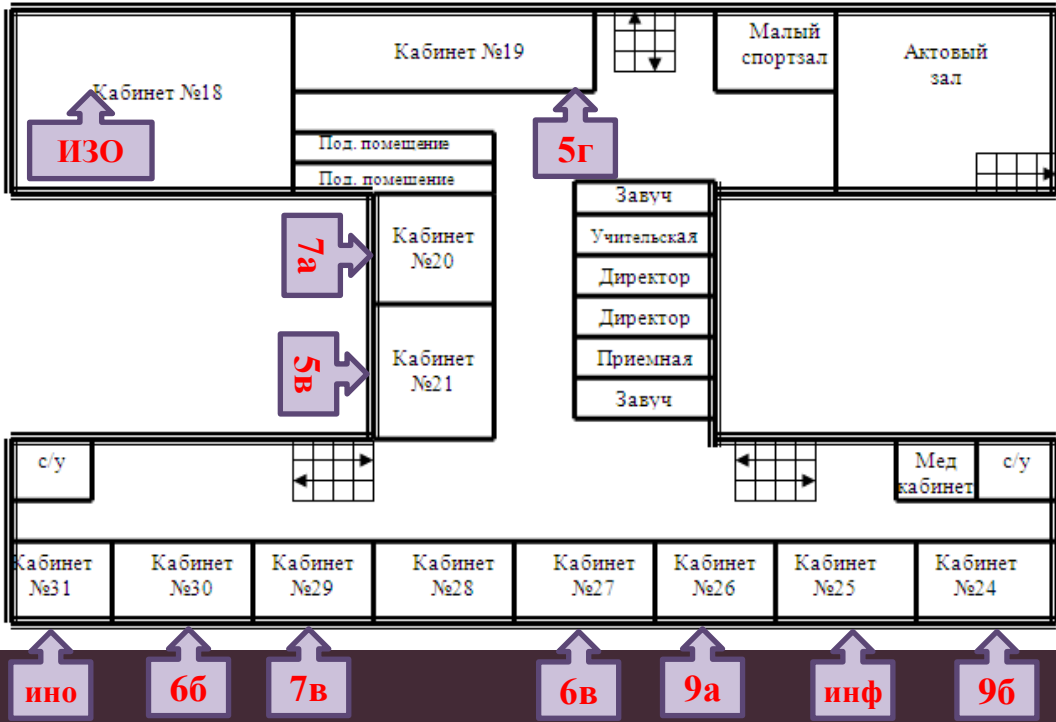 Кабинет №18
ИЗО
Кабинет №19
5г
Малый
спортзал
Актовый
зал
Под. помещение
Под. помещение
7а
Кабинет
№20
5в
Кабинет
№21
Завуч
Учительская
Директор
Директор
Приемная
Завуч
с/у
Мед
кабинет
с/у
Кабинет
№31
Кабинет
№30
Кабинет
№29
Кабинет
№28
Кабинет
№27
Кабинет
№26
Кабинет
№25
Кабинет
№24
ино
6б
7в
6в
9а
инф
9б